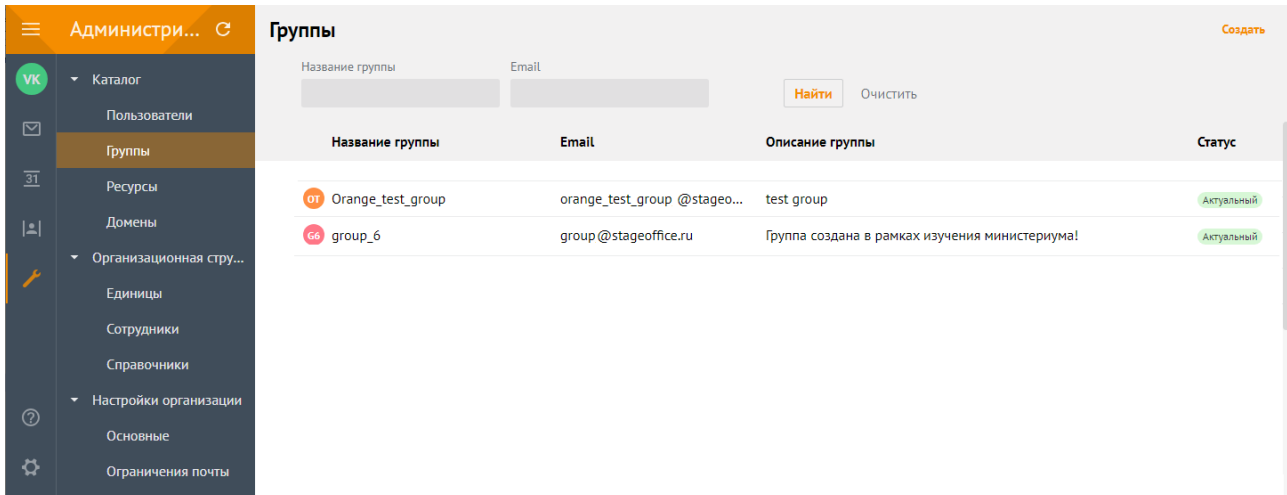 Администри...
Группы
Создать
VK
Каталог
Пользователи
Группы
31
Ресурсы
Домены
Организационная стру...
Единицы
Сотрудники
Справочники
Настройки организации
Основные
Ограничения почты
Название группы Email
Найти Очистить
Название группы Email Описание группы Статус
OT Orange_test_group orange_test_group @stageo... test group Актуальный
G6 group_6 group@stageoffice.ru Группа создана в рамках изучения министериума! Актуальный